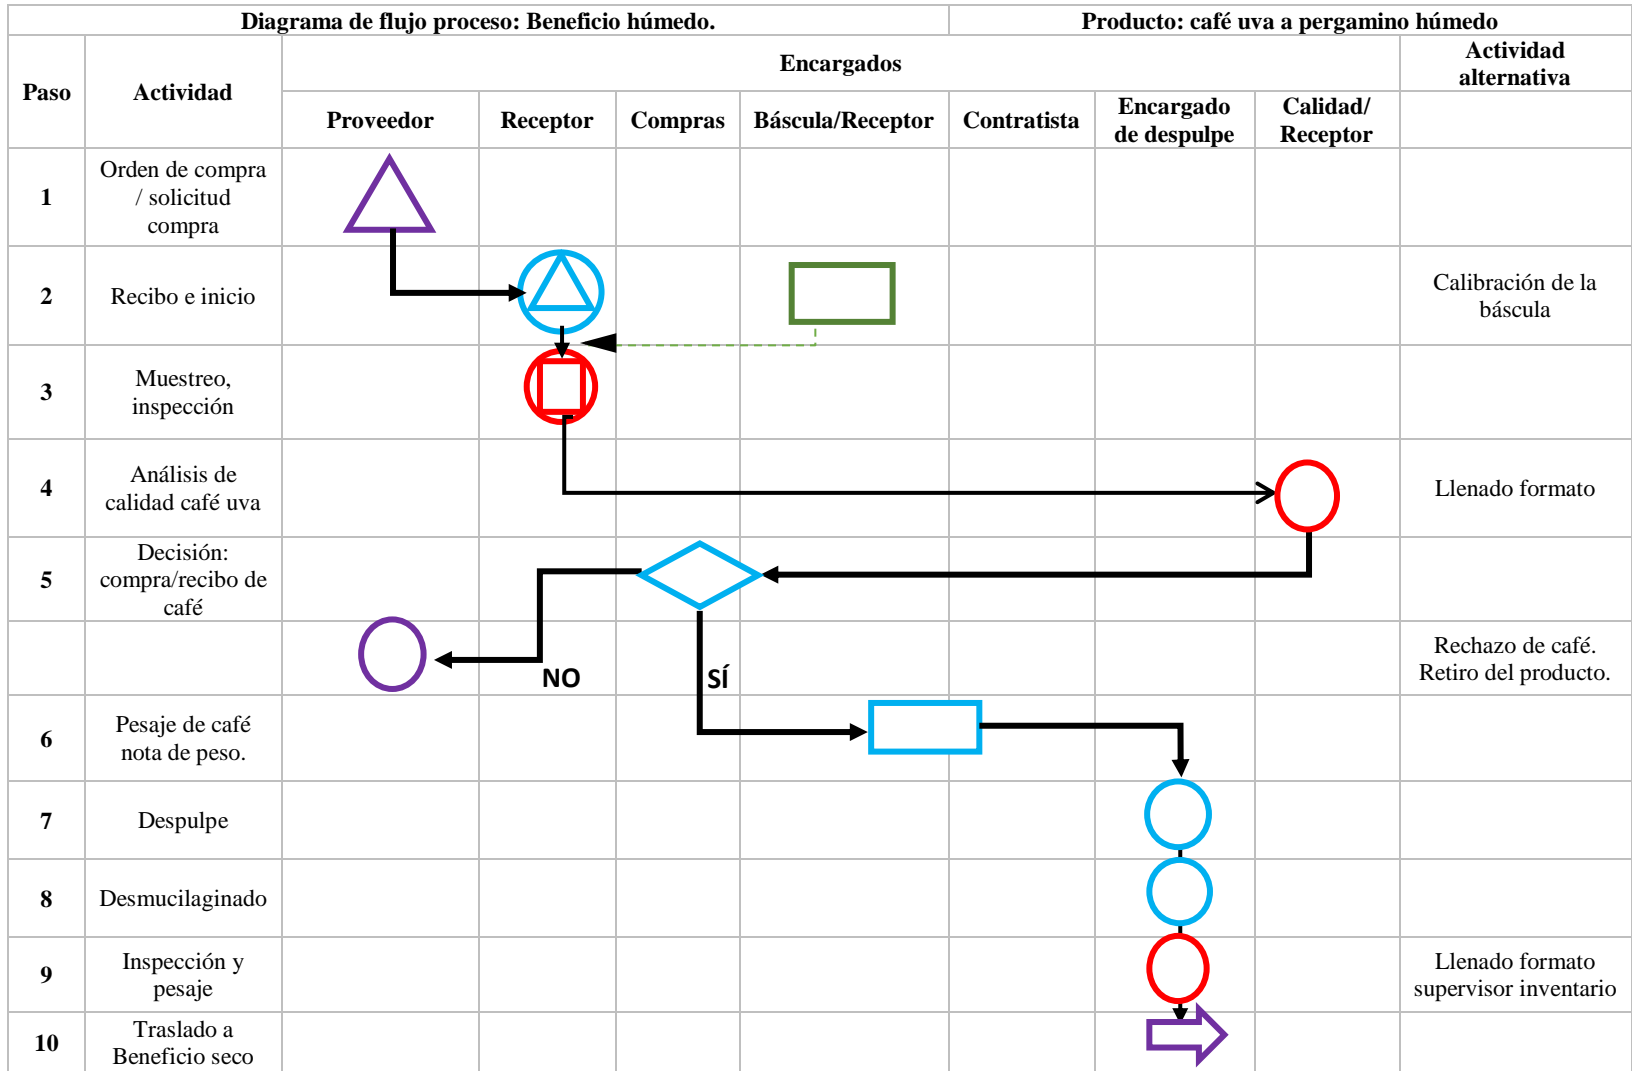 Diagrama de flujo proceso: Beneficio húmedo.
Producto: café uva a pergamino húmedo
Paso
Actividad
Encargados
Actividad
alternativa
Proveedor
Receptor
Compras
Báscula/Receptor
Contratista
Encargado
de despulpe
Calidad/
Receptor
1
Orden de compra
/ solicitud
compra
2
Recibo e inicio
Calibración de la
báscula
3
Muestreo,
inspección
4
Análisis de
calidad café uva
Llenado formato
5
Decisión:
compra/recibo de
café
NO
SÍ
Rechazo de café.
Retiro del producto.
6
Pesaje de café
nota de peso.
7
Despulpe
8
Desmucilaginado
9
Inspección y
pesaje
Llenado formato
supervisor inventario
10
Traslado a
Beneficio seco